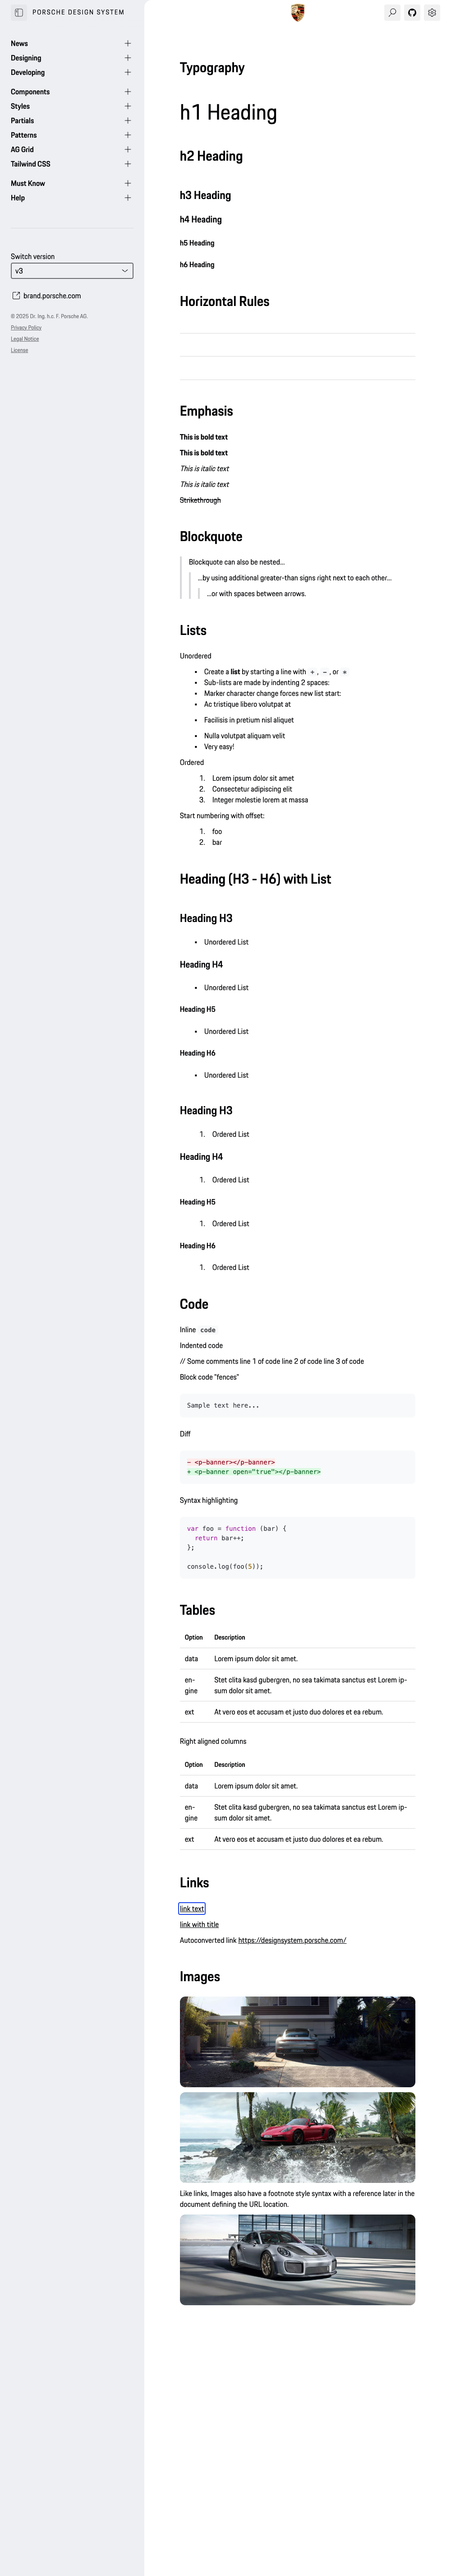 PORSCHE DESIGN SYSTEM
News
Designing
Developing
Components
Styles
Partials
Patterns
AG Grid
Tailwind CSS
Must Know
Help
Switch version
v3
brand.porsche.com
© 2025 Dr. Ing. h.c. F. Porsche AG.
Privacy Policy
Legal Notice
License
Typography
h1 Heading
h2 Heading
h3 Heading
h4 Heading
h5 Heading
h6 Heading
Horizontal Rules
Emphasis
This is bold text
This is bold text
This is italic text
This is italic text
Strikethrough
Blockquote
Blockquote can also be nested...
...by using additional greater-than signs right next to each other...
...or with spaces between arrows.
Lists
Unordered
• Create a list by starting a line with + , - , or *
• Sub-lists are made by indenting 2 spaces:
• Marker character change forces new list start:
• Ac tristique libero volutpat at
• Facilisis in pretium nisl aliquet
• Nulla volutpat aliquam velit
• Very easy!
Ordered
1. Lorem ipsum dolor sit amet
2. Consectetur adipiscing elit
3. Integer molestie lorem at massa
Start numbering with offset:
1. foo
2. bar
Heading (H3 - H6) with List
Heading H3
• Unordered List
Heading H4
• Unordered List
Heading H5
• Unordered List
Heading H6
• Unordered List
Heading H3
1. Ordered List
Heading H4
1. Ordered List
Heading H5
1. Ordered List
Heading H6
1. Ordered List
Code
Inline code
Indented code
// Some comments line 1 of code line 2 of code line 3 of code
Block code "fences"
Sample text here...
Diff
- <p-banner></p-banner>
+ <p-banner open="true"></p-banner>
Syntax highlighting
var foo = function (bar) {
return bar++;
};
console.log(foo(5));
Tables
Option Description
data Lorem ipsum dolor sit amet.
en- Stet clita kasd gubergren, no sea takimata sanctus est Lorem ip-
gine sum dolor sit amet.
ext At vero eos et accusam et justo duo dolores et ea rebum.
Right aligned columns
Option Description
data Lorem ipsum dolor sit amet.
en- Stet clita kasd gubergren, no sea takimata sanctus est Lorem ip-
gine sum dolor sit amet.
ext At vero eos et accusam et justo duo dolores et ea rebum.
Links
link text
link with title
Autoconverted link https://designsystem.porsche.com/
Images
Like links, Images also have a footnote style syntax with a reference later in the
document defining the URL location.